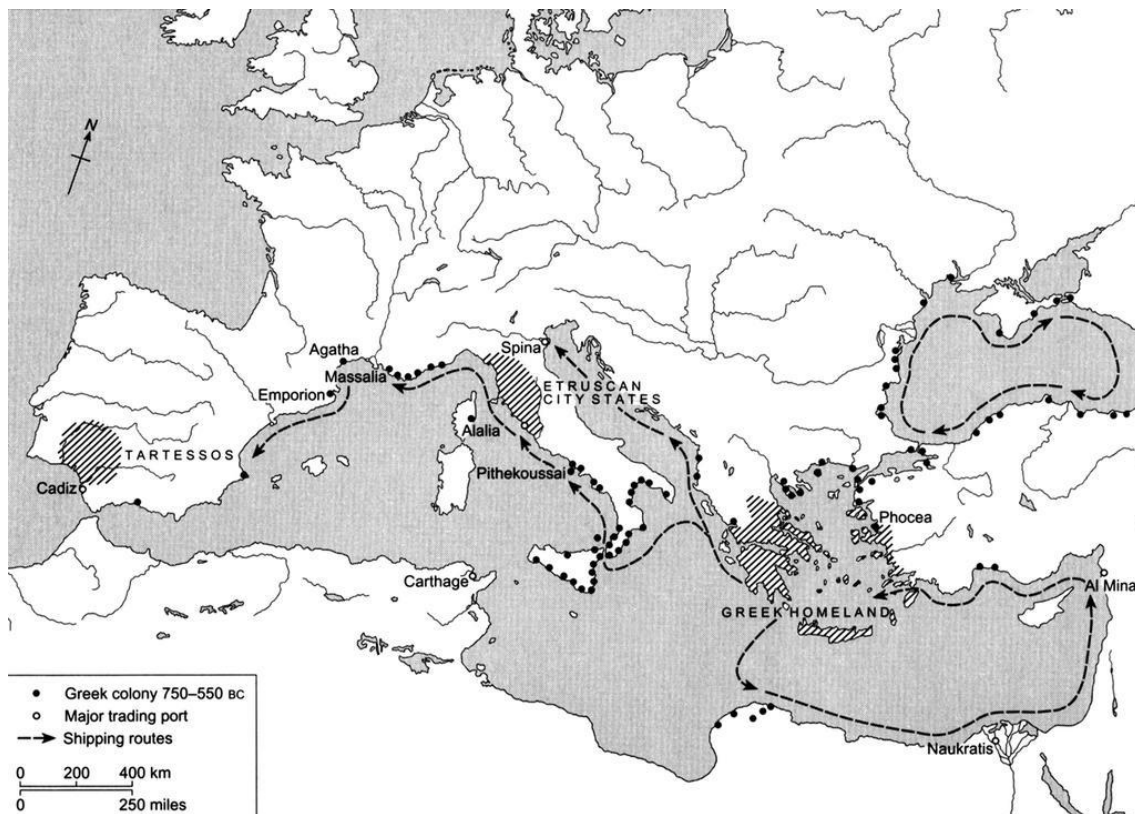 N
Spina
Agatha
Massalia
ETRUSCAN
CITY STATES
Emporion
Alalia
TARTESSOS
Pithekoussai
Cadiz
Phocea
Carthage
Al Mina
GREEK HOMELAND
Naukratis
Greek colony 750–550 BC
Major trading port
Shipping routes
0 200 400 km
0 250 miles